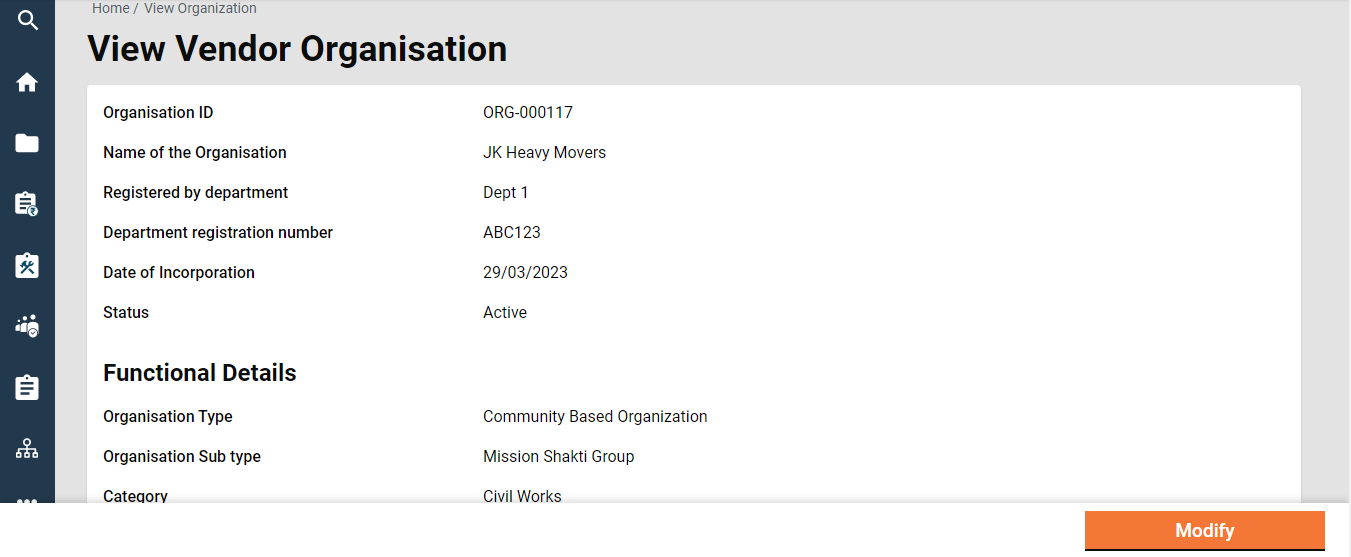 Home / View Organization
View Vendor Organisation
Organisation ID ORG-000117
Name of the Organisation JK Heavy Movers
Registered by department Dept 1
Department registration number ABC123
Date of Incorporation 29/03/2023
Status Active
Functional Details
Organisation Type Community Based Organization
Organisation Sub type Mission Shakti Group
Category Civil Works
Modify